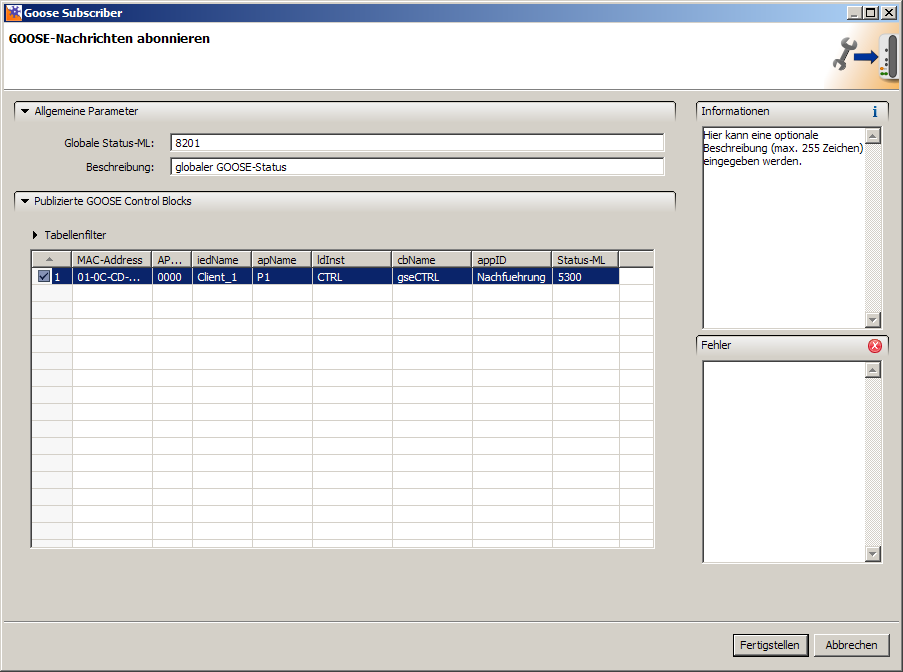 Goose Subscriber
GOOSE-Nachrichten abonnieren
Allgemeine Parameter
Globale Status-ML: 8201
Beschreibung: globaler GOOSE-Status
Publizierte GOOSE Control Blocks
Tabellenfilter
MAC-Address AP... iedName apName ldInst cbName appID Status-ML
1 01-0C-CD-... 0000 Client_1 P1 CTRL gseCTRL Nachfuehrung 5300
Informationen
Hier kann eine optionale
Beschreibung (max. 255 Zeichen)
eingegeben werden.
Fehler
Fertigstellen Abbrechen